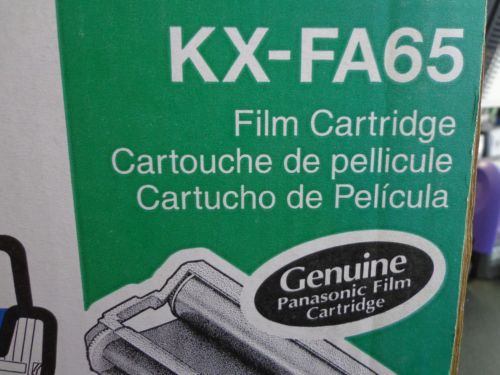 KX-FA65
Film Cartridge
Cartouche de pellicule
Cartucho de Película
Genuine
Panasonic Film
Cartridge